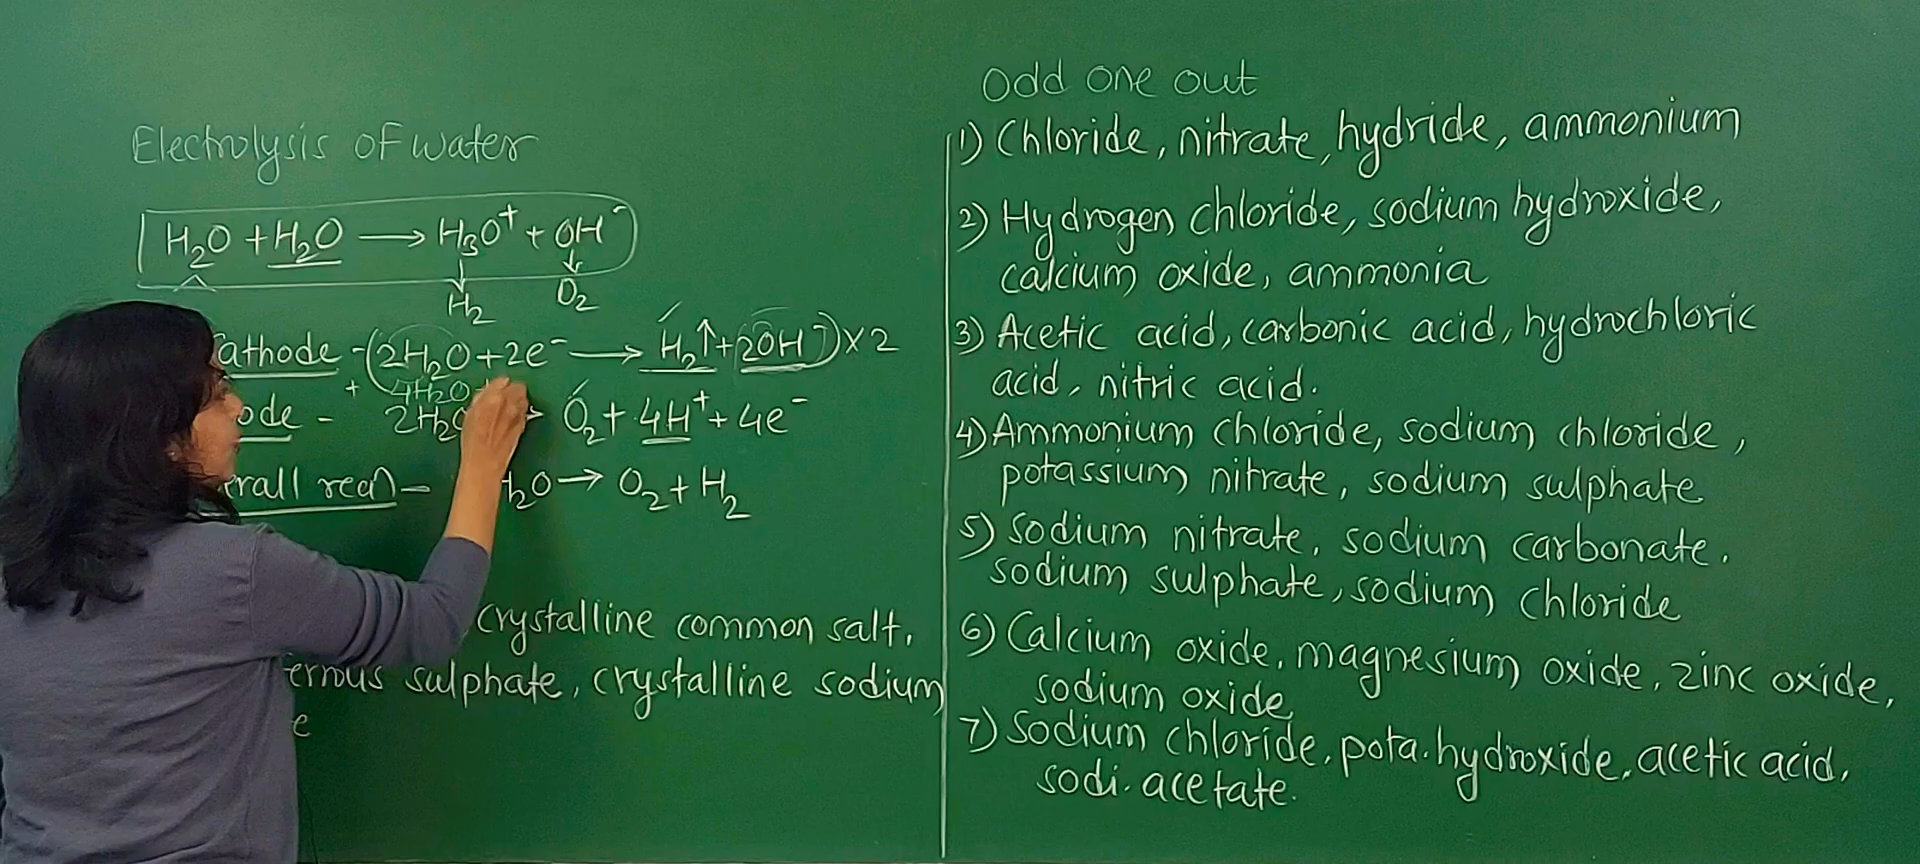 Electrolysis of water
H₂O + H₂O → H₃O⁺ + OH⁻
↓ ↓
H₂ O₂
athode - (2H₂O + 2e⁻ → H₂↑ + 2OH⁻) × 2
+ 4H₂O
ode - 2H₂O → O₂ + 4H⁺ + 4e⁻
erall rean - H₂O → O₂ + H₂
crystalline common salt,
ernous sulphate, crystalline sodium
e
Odd one out
1) Chloride, nitrate, hydride, ammonium
2) Hydrogen chloride, sodium hydroxide,
calcium oxide, ammonia
3) Acetic acid, carbonic acid, hydrochloric
acid, nitric acid.
4) Ammonium chloride, sodium chloride,
potassium nitrate, sodium sulphate
5) Sodium nitrate, sodium carbonate,
sodium sulphate, sodium chloride
6) Calcium oxide, magnesium oxide, zinc oxide,
sodium oxide,
7) Sodium chloride, pota. hydroxide, acetic acid,
sodi. acetate.